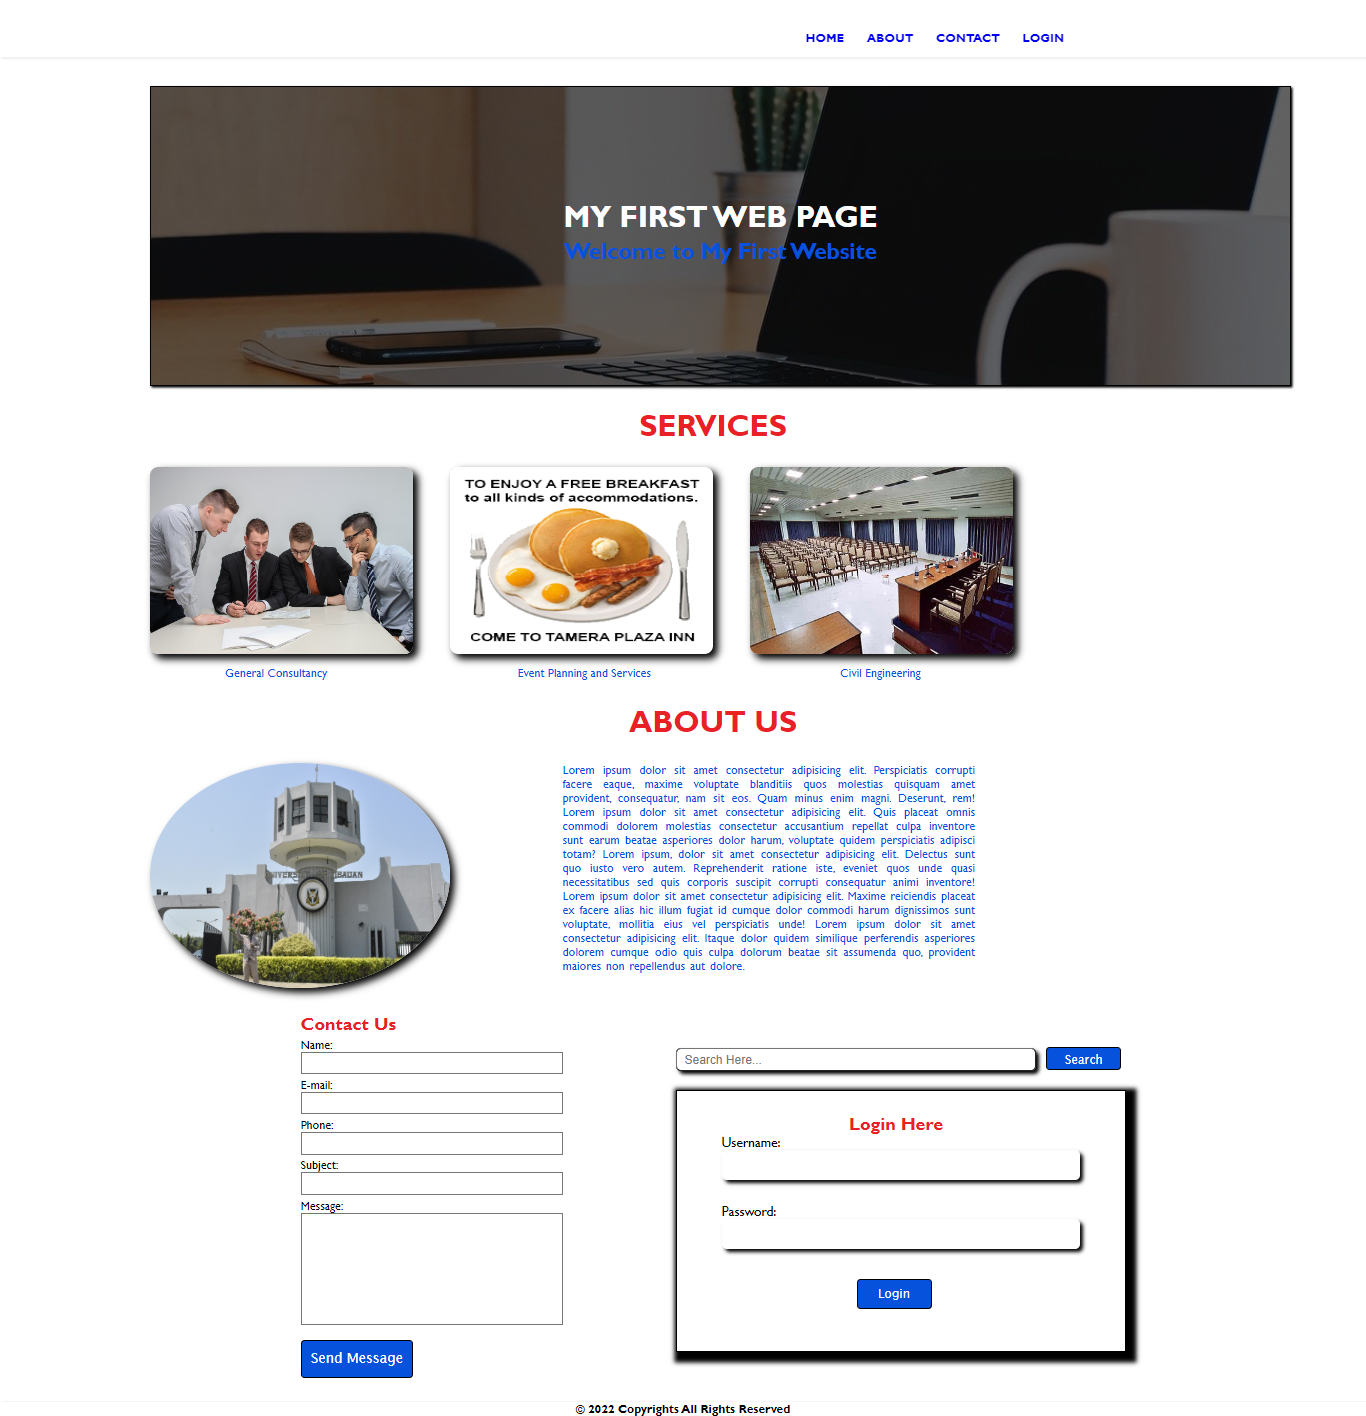 HOME ABOUT CONTACT LOGIN
MY FIRST WEB PAGE
Welcome to My First Website
SERVICES
TO ENJOY A FREE BREAKFAST
to all kinds of accommodations.
COME TO TAMERA PLAZA INN
General Consultancy
Event Planning and Services
Civil Engineering
ABOUT US
Lorem ipsum dolor sit amet consectetur adipisicing elit. Perspiciatis corrupti
facere eaque, maxime voluptate blanditiis quos molestias quisquam amet
provident, consequatur, nam sit eos. Quam minus enim magni. Deserunt, rem!
Lorem ipsum dolor sit amet consectetur adipisicing elit. Quis placeat omnis
commodi dolorem molestias consectetur accusantium repellat culpa inventore
sunt earum beatae asperiores dolor harum, voluptate quidem perspiciatis adipisci
totam? Lorem ipsum, dolor sit amet consectetur adipisicing elit. Delectus sunt
quo iusto vero autem. Reprehenderit ratione iste, eveniet quos unde quasi
necessitatibus sed quis corporis suscipit corrupti consequatur animi inventore!
Lorem ipsum dolor sit amet consectetur adipisicing elit. Maxime reiciendis placeat
ex facere alias hic illum fugiat id cumque dolor commodi harum dignissimos sunt
voluptate, mollitia eius vel perspiciatis unde! Lorem ipsum dolor sit amet
consectetur adipisicing elit. Itaque dolor quidem similique perferendis asperiores
dolorem cumque odio quis culpa dolorum beatae sit assumenda quo, provident
maiores non repellendus aut dolore.
Contact Us
Name:
E-mail:
Phone:
Subject:
Message:
Send Message
Search Here...
Search
Login Here
Username:
Password:
Login
© 2022 Copyrights All Rights Reserved